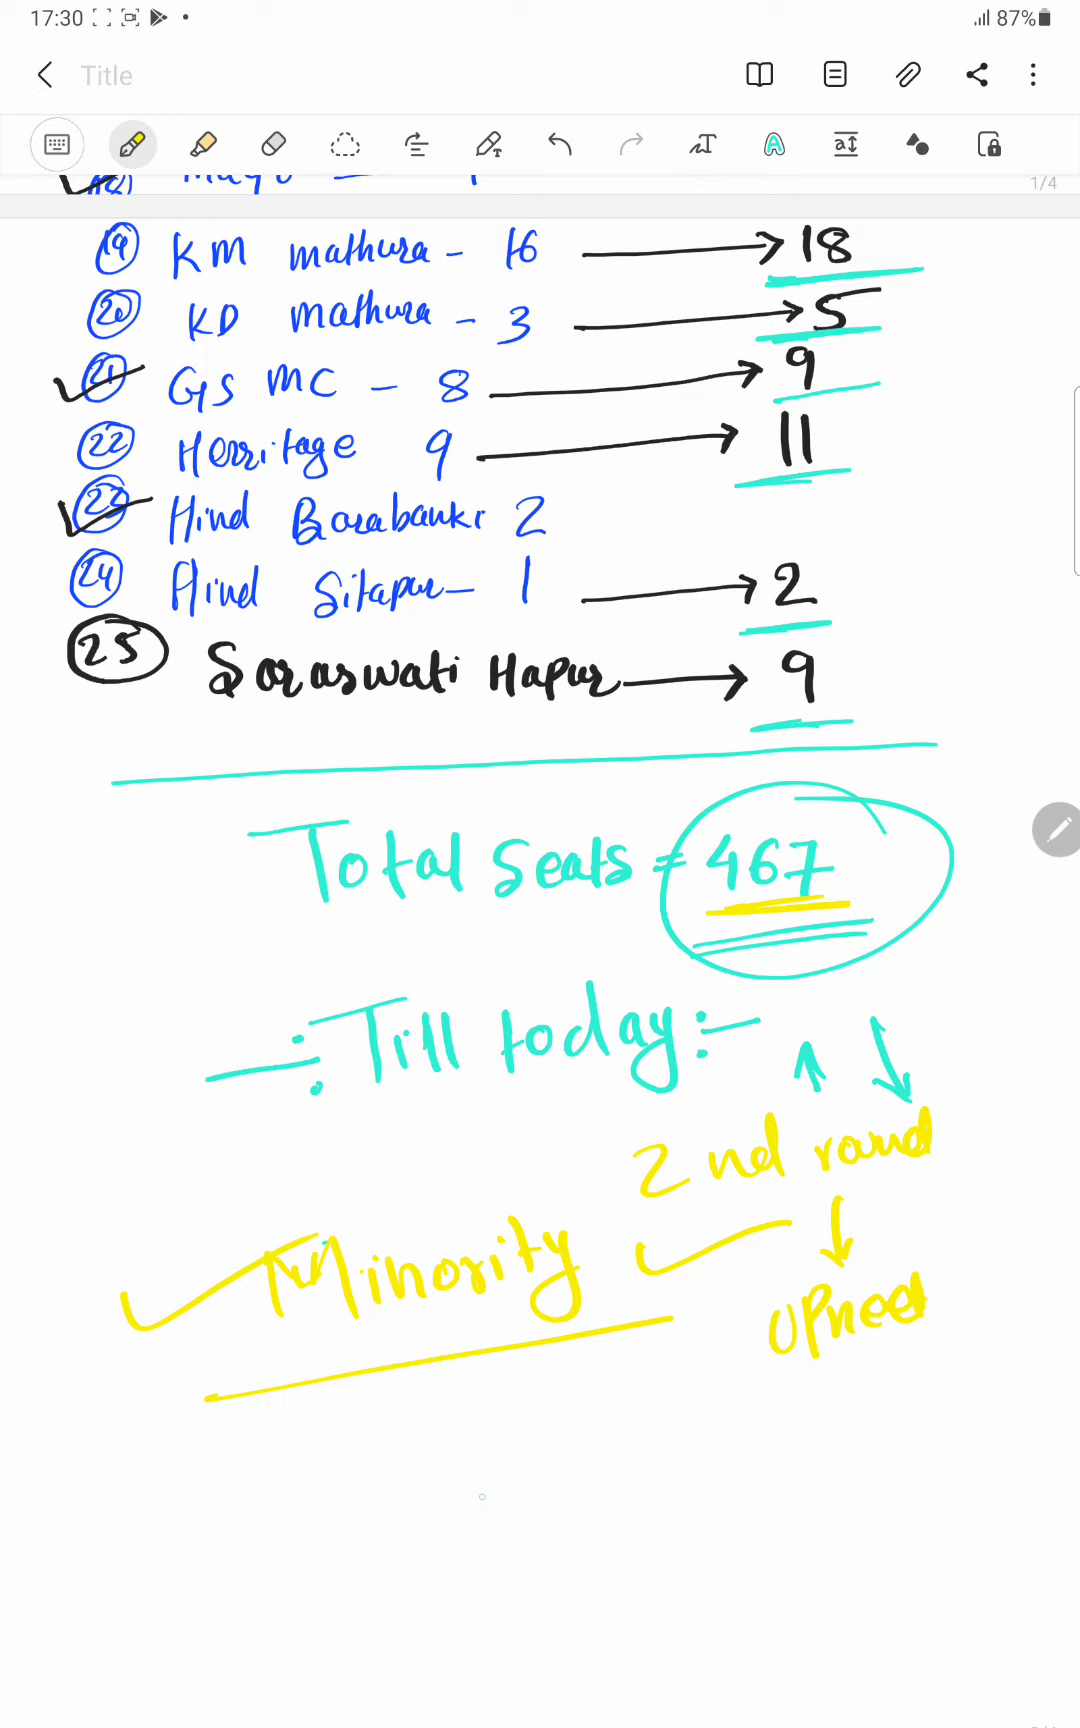 17:30 87%
Title
1/4
19 KM mathura - 16 → 18
20 KD mathura - 3 → 5
21 GS MC - 8 → 9
22 Herritage 9 → 11
23 Hind Barabanki 2
24 Hind Sitapur - 1 → 2
25 Saraswati Hapur → 9
Total Seats = 467
Till today :-
2nd round
Minority
UPneet